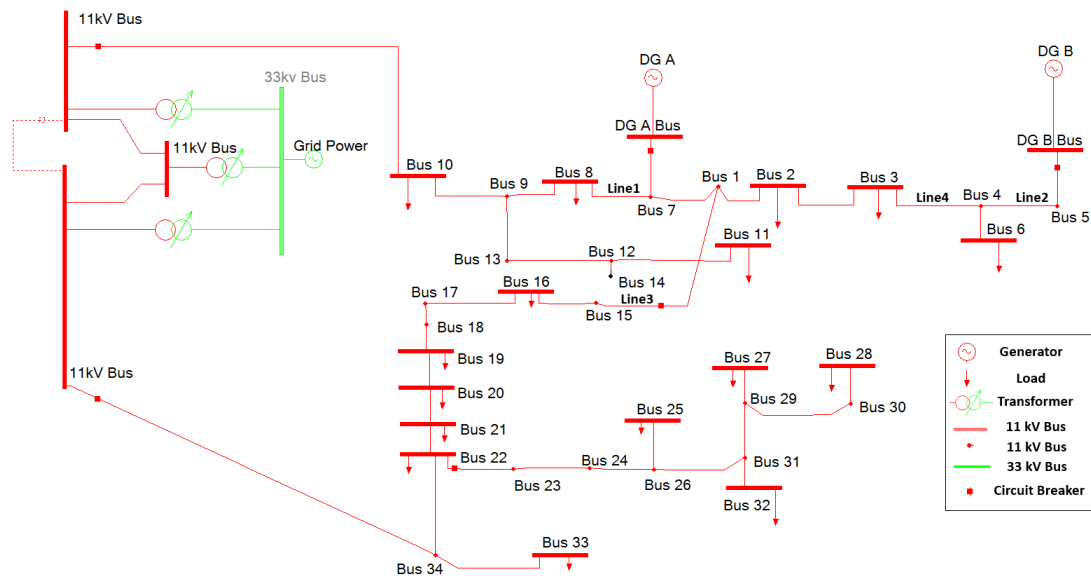 11kV Bus
DG A
DG B
33kv Bus
DG A Bus
DG B Bus
11kV Bus
Grid Power
Bus 10
Bus 9
Bus 8
Line1
Bus 7
Bus 1
Bus 2
Bus 3
Line4
Bus 4
Line2
Bus 5
Bus 6
Bus 13
Bus 12
Bus 11
Bus 14
Bus 17
Bus 16
Bus 15
Line3
Bus 18
Bus 19
Bus 20
Bus 21
Bus 22
11kV Bus
Bus 23
Bus 24
Bus 25
Bus 26
Bus 27
Bus 28
Bus 29
Bus 30
Bus 31
Bus 32
Bus 33
Bus 34
Generator
Load
Transformer
11 kV Bus
11 kV Bus
33 kV Bus
Circuit Breaker